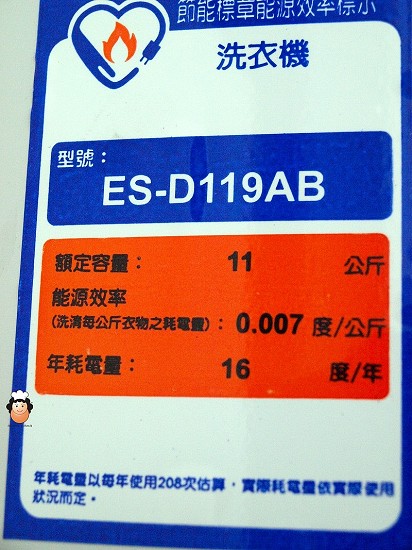 節能標章能源效率標示
洗衣機
型號：
ES-D119AB
額定容量： 11 公斤
能源效率
(洗清每公斤衣物之耗電量)： 0.007 度/公斤
年耗電量： 16 度/年
年耗電量以每年使用208次估算，實際耗電量依實際使用
狀況而定。